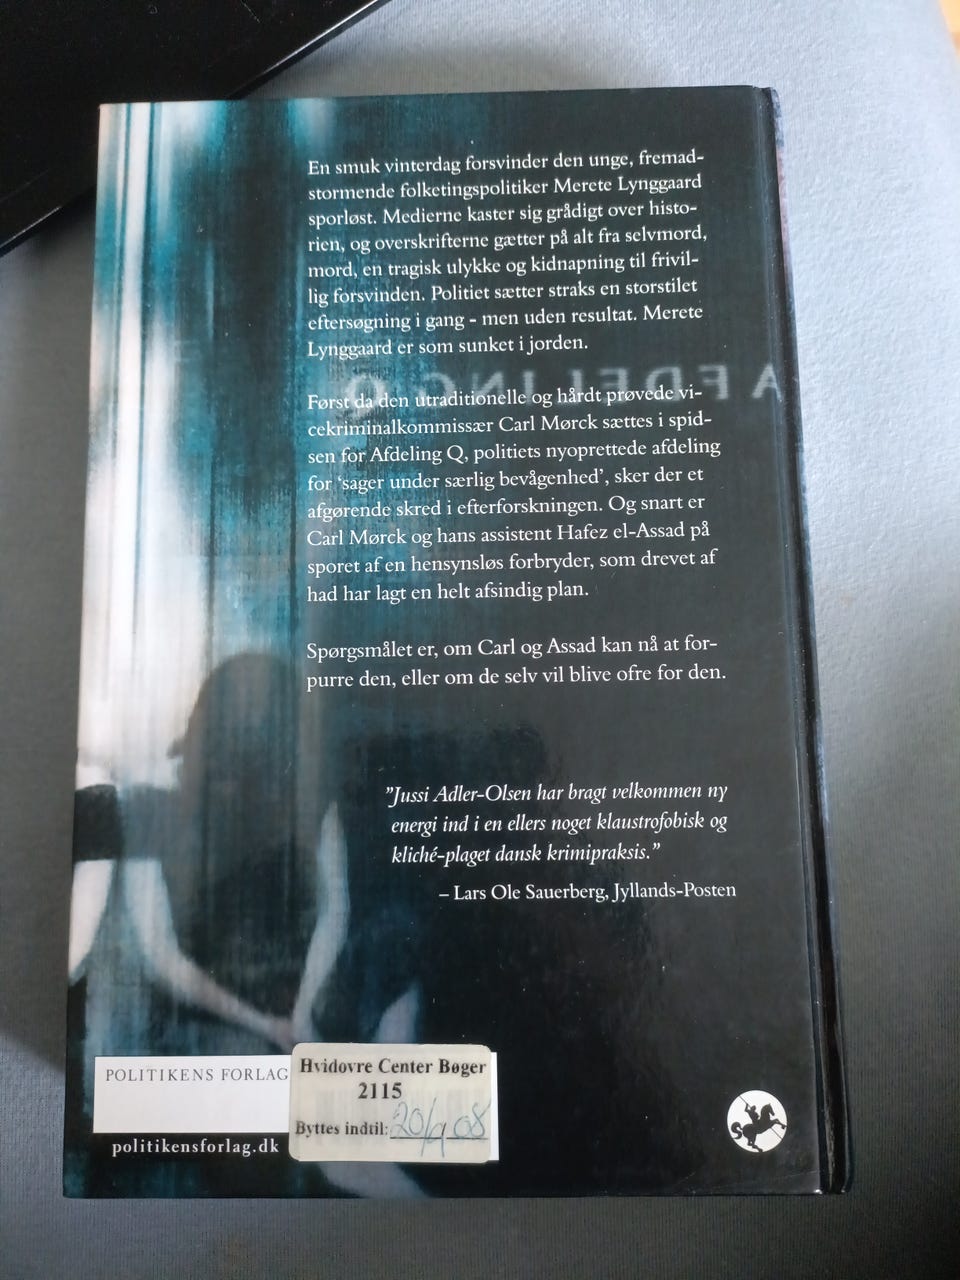 En smuk vinterdag forsvinder den unge, fremad-
stormende folketingspolitiker Merete Lynggaard
sporløst. Medierne kaster sig grådigt over histo-
rien, og overskrifterne gætter på alt fra selvmord,
mord, en tragisk ulykke og kidnapning til frivil-
lig forsvinden. Politiet sætter straks en storstilet
eftersøgning i gang - men uden resultat. Merete
Lynggaard er som sunket i jorden.
AFDELING Q
Først da den utraditionelle og hårdt prøvede vi-
cekriminalkommissær Carl Mørck sættes i spid-
sen for Afdeling Q, politiets nyoprettede afdeling
for ‘sager under særlig bevågenhed’, sker der et
afgørende skred i efterforskningen. Og snart er
Carl Mørck og hans assistent Hafez el-Assad på
sporet af en hensynsløs forbryder, som drevet af
had har lagt en helt afsindig plan.
Spørgsmålet er, om Carl og Assad kan nå at for-
purre den, eller om de selv vil blive ofre for den.
”Jussi Adler-Olsen har bragt velkommen ny
energi ind i en ellers noget klaustrofobisk og
kliché-plaget dansk krimipraksis.”
– Lars Ole Sauerberg, Jyllands-Posten
POLITIKENS FORLAG
politikensforlag.dk
Hvidovre Center Bøger
2115
Byttes indtil: 20/9 08